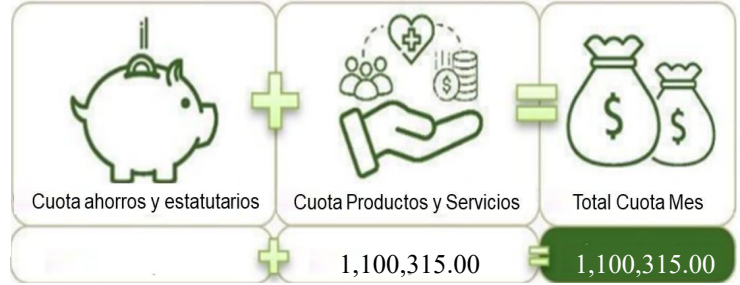 Cuota ahorros y estatutarios
Cuota Productos y Servicios
Total Cuota Mes
1,100,315.00
1,100,315.00